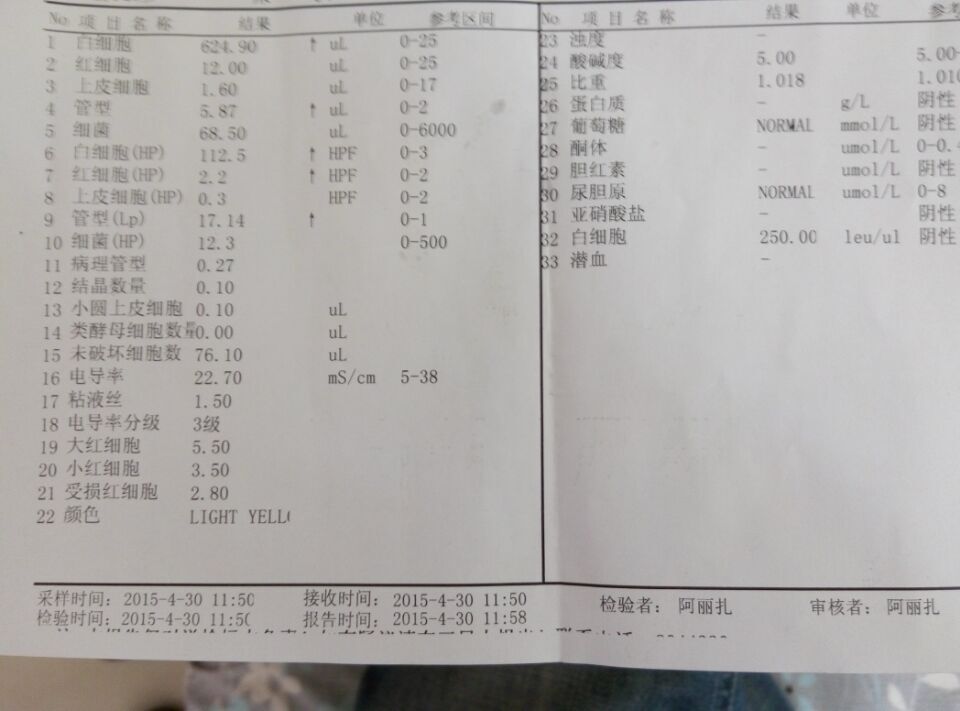 No 项目名称 结果 单位 参考区间
1 白细胞 624.90 ↑ uL 0-25
2 红细胞 12.00 uL 0-25
3 上皮细胞 1.60 uL 0-17
4 管型 5.87 ↑ uL 0-2
5 细菌 68.50 uL 0-6000
6 白细胞(HP) 112.5 ↑ HPF 0-3
7 红细胞(HP) 2.2 ↑ HPF 0-2
8 上皮细胞(HP) 0.3 HPF 0-2
9 管型(Lp) 17.14 ↑ 0-1
10 细菌(HP) 12.3 0-500
11 病理管型 0.27
12 结晶数量 0.10
13 小圆上皮细胞 0.10 uL
14 类酵母细胞数量0.00 uL
15 未破坏细胞数 76.10 uL
16 电导率 22.70 mS/cm 5-38
17 粘液丝 1.50
18 电导率分级 3级
19 大红细胞 5.50
20 小红细胞 3.50
21 受损红细胞 2.80
22 颜色 LIGHT YELL
No 项目名称 结果 单位 参考
23 浊度 -
24 酸碱度 5.00 5.00-
25 比重 1.018 1.010
26 蛋白质 - g/L 阴性
27 葡萄糖 NORMAL mmol/L 阴性
28 酮体 - umol/L 0-0.4
29 胆红素 - umol/L 阴性
30 尿胆原 NORMAL umol/L 0-8
31 亚硝酸盐 - 阴性
32 白细胞 250.00 leu/ul 阴性
33 潜血 -
采样时间: 2015-4-30 11:50 接收时间: 2015-4-30 11:50 检验者: 阿丽扎 审核者: 阿丽扎
检验时间: 2015-4-30 11:50 报告时间: 2015-4-30 11:58